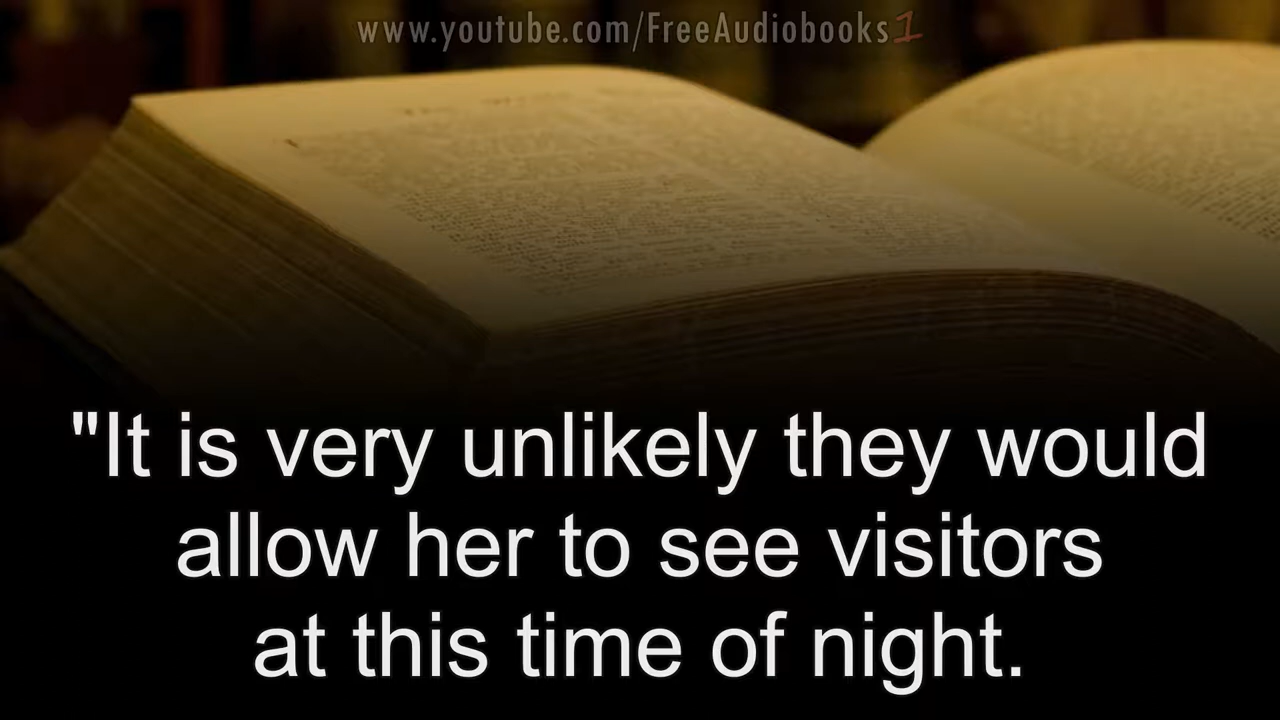 www.youtube.com/FreeAudiobooks1
"It is very unlikely they would
allow her to see visitors
at this time of night.